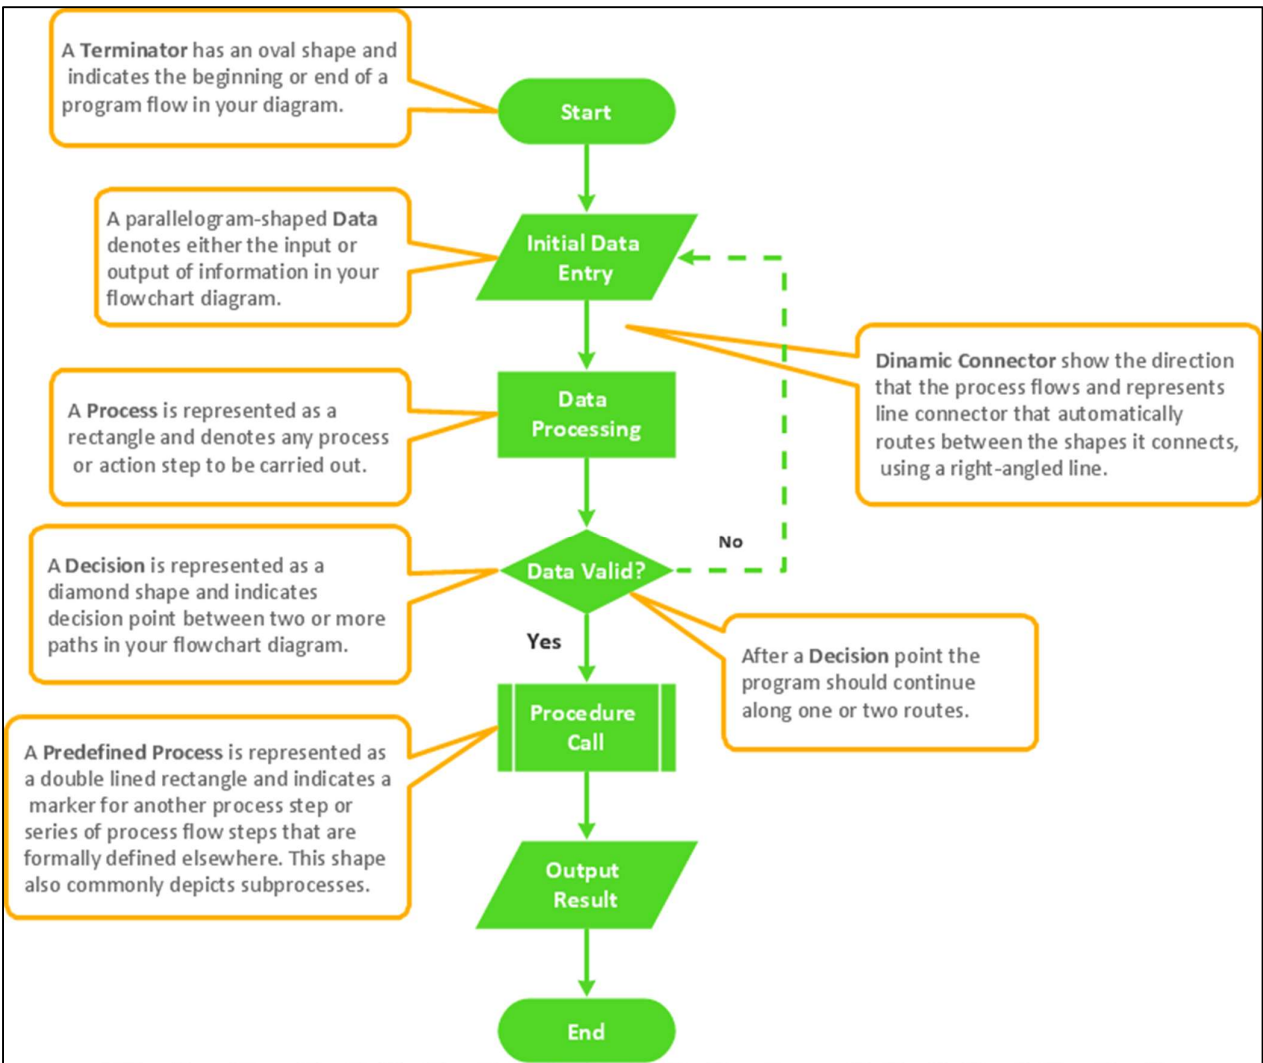 A Terminator has an oval shape and
indicates the beginning or end of a
program flow in your diagram.
Start
A parallelogram-shaped Data
denotes either the input or
output of information in your
flowchart diagram.
Initial Data
Entry
Dinamic Connector show the direction
that the process flows and represents
line connector that automatically
routes between the shapes it connects,
using a right-angled line.
A Process is represented as a
rectangle and denotes any process
or action step to be carried out.
Data
Processing
A Decision is represented as a
diamond shape and indicates
decision point between two or more
paths in your flowchart diagram.
Data Valid?
No
Yes
After a Decision point the
program should continue
along one or two routes.
A Predefined Process is represented as
a double lined rectangle and indicates a
marker for another process step or
series of process flow steps that are
formally defined elsewhere. This shape
also commonly depicts subprocesses.
Procedure
Call
Output
Result
End